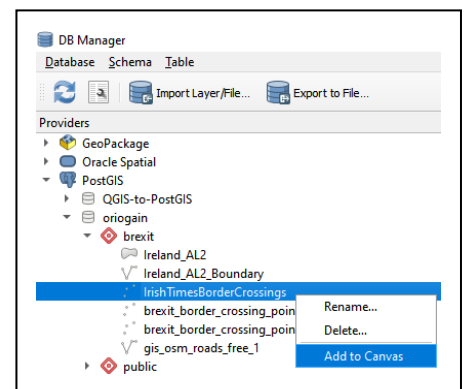 DB Manager
Database Schema Table
Import Layer/File... Export to File...
Providers
GeoPackage
Oracle Spatial
PostGIS
QGIS-to-PostGIS
oriogain
brexit
Ireland_AL2
Ireland_AL2_Boundary
IrishTimesBorderCrossings
Rename...
brexit_border_crossing_poin
Delete...
brexit_border_crossing_poin
Add to Canvas
gis_osm_roads_free_1
public